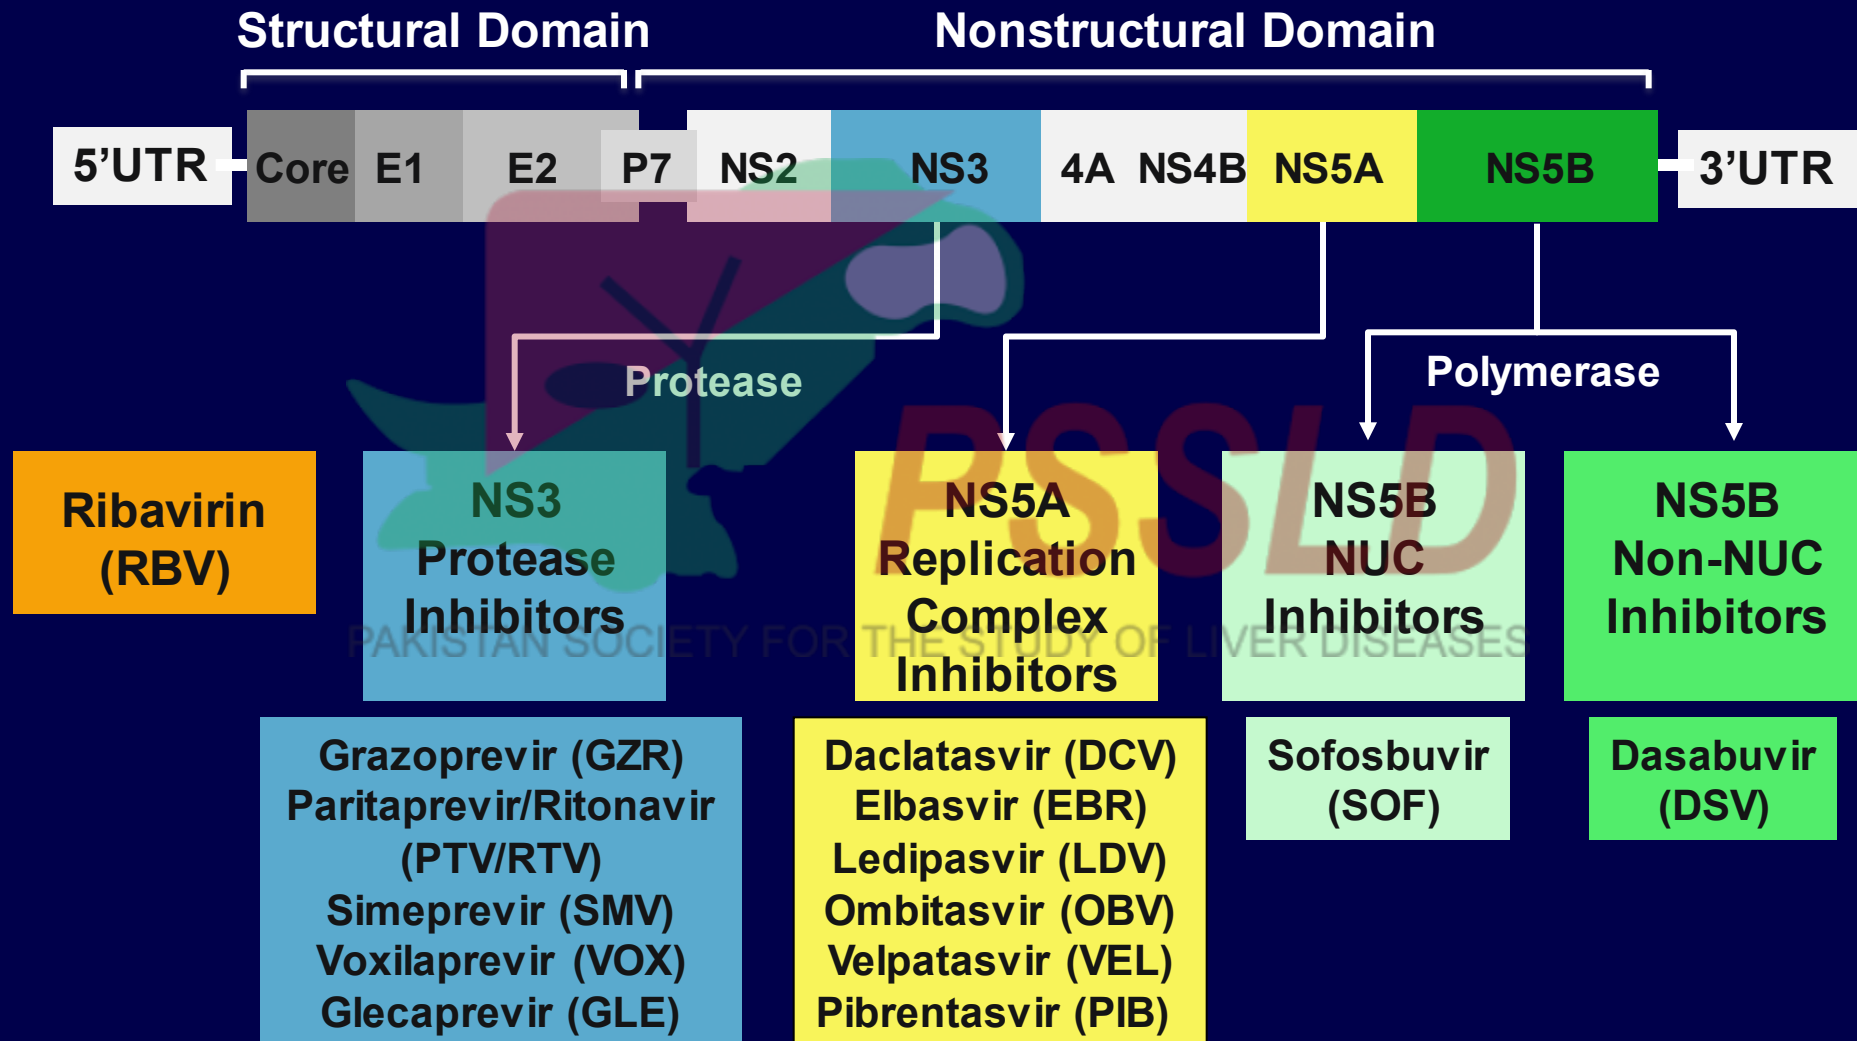 Structural Domain
Nonstructural Domain
5’UTR
Core
E1
E2
P7
NS2
NS3
4A
NS4B
NS5A
NS5B
3’UTR
Protease
Polymerase
Ribavirin
(RBV)
NS3
Protease
Inhibitors
NS5A
Replication
Complex
Inhibitors
NS5B
NUC
Inhibitors
NS5B
Non-NUC
Inhibitors
PSSLD
PAKISTAN SOCIETY FOR THE STUDY OF LIVER DISEASES
Grazoprevir (GZR)
Paritaprevir/Ritonavir
(PTV/RTV)
Simeprevir (SMV)
Voxilaprevir (VOX)
Glecaprevir (GLE)
Daclatasvir (DCV)
Elbasvir (EBR)
Ledipasvir (LDV)
Ombitasvir (OBV)
Velpatasvir (VEL)
Pibrentasvir (PIB)
Sofosbuvir
(SOF)
Dasabuvir
(DSV)